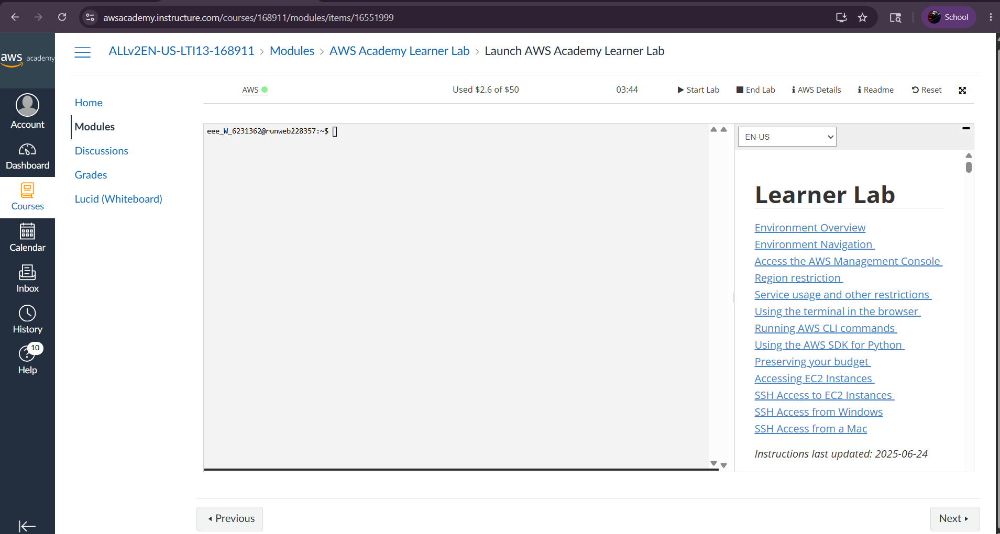 awsacademy.instructure.com/courses/168911/modules/items/16551999
School
aws academy
ALLv2EN-US-LTI13-168911 > Modules > AWS Academy Learner Lab > Launch AWS Academy Learner Lab
Account
Dashboard
Courses
Calendar
Inbox
History
10
Help
Home
Modules
Discussions
Grades
Lucid (Whiteboard)
AWS
Used $2.6 of $50
03:44
Start Lab
End Lab
AWS Details
Readme
Reset
eee_W_6231362@runweb228357:~$
EN-US
Learner Lab
Environment Overview
Environment Navigation
Access the AWS Management Console
Region restriction
Service usage and other restrictions
Using the terminal in the browser
Running AWS CLI commands
Using the AWS SDK for Python
Preserving your budget
Accessing EC2 Instances
SSH Access to EC2 Instances
SSH Access from Windows
SSH Access from a Mac
Instructions last updated: 2025-06-24
Previous
Next